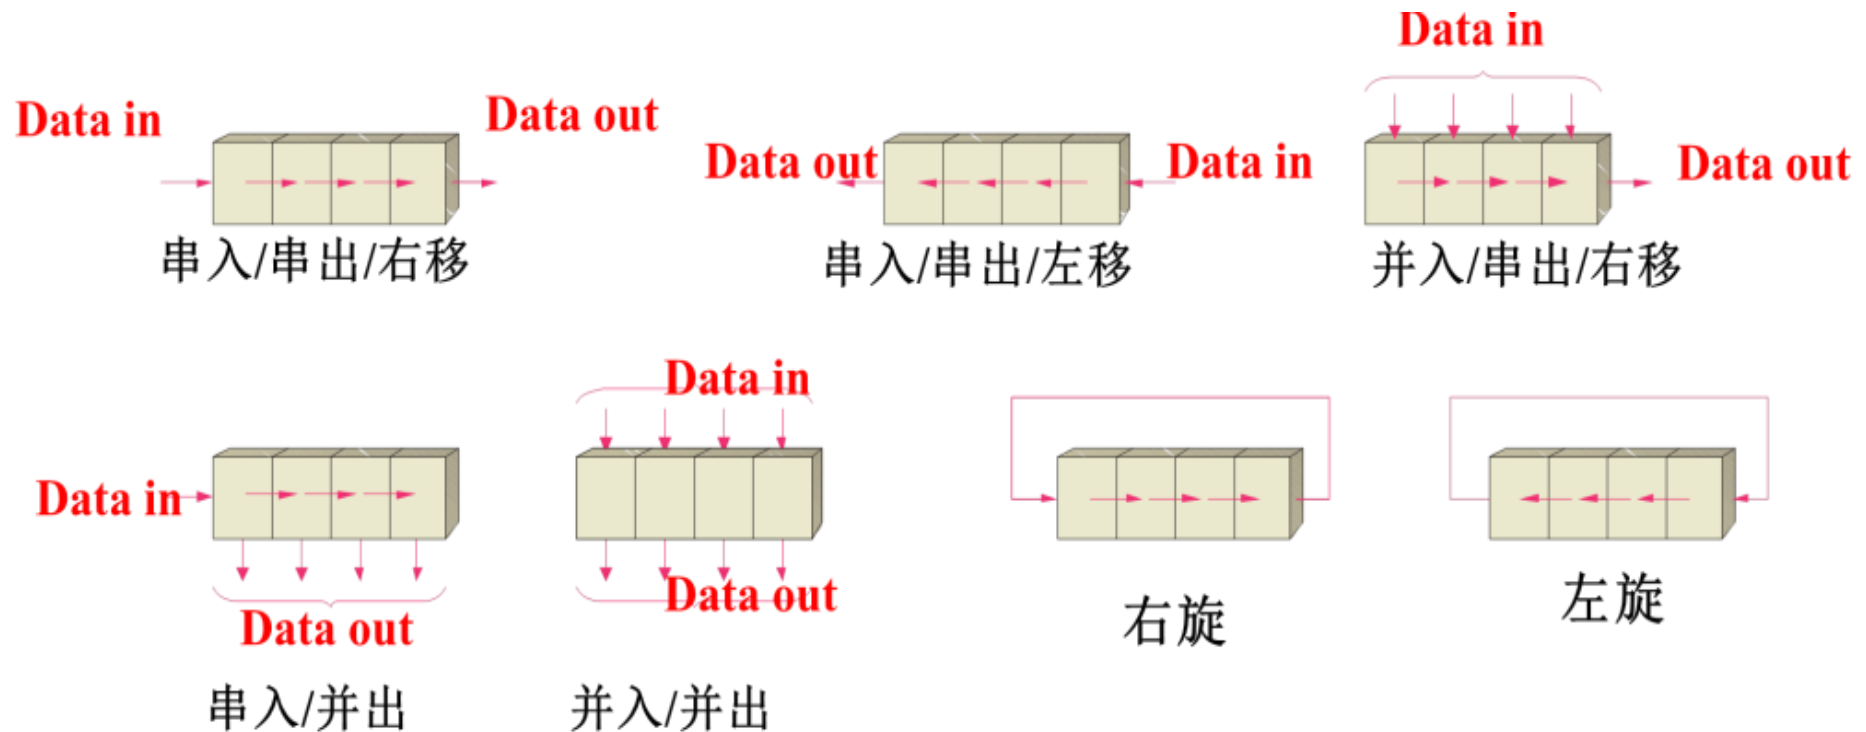 Data in
Data out
串入/串出/右移
Data out
Data in
串入/串出/左移
Data in
Data out
并入/串出/右移
Data in
Data out
串入/并出
Data in
Data out
并入/并出
右旋
左旋